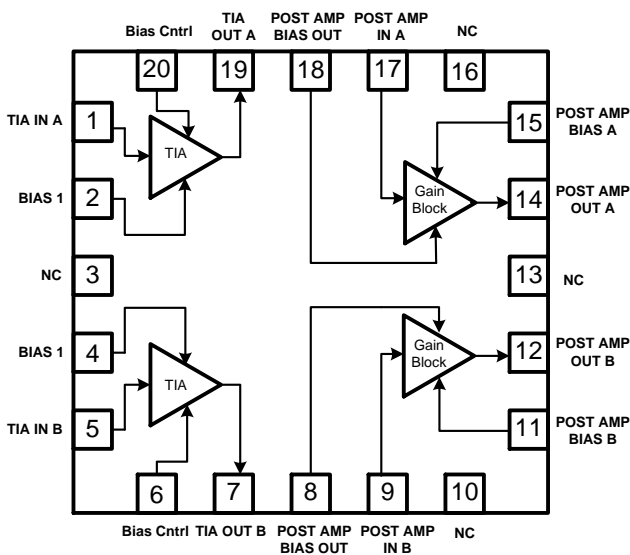 Bias Cntrl
TIA
OUT A
POST AMP
BIAS OUT
POST AMP
IN A
NC
20
19
18
17
16
TIA IN A
1
TIA
15
POST AMP
BIAS A
BIAS 1
2
Gain
Block
14
POST AMP
OUT A
NC
3
13
NC
BIAS 1
4
TIA
Gain
Block
12
POST AMP
OUT B
TIA IN B
5
11
POST AMP
BIAS B
6
7
8
9
10
Bias Cntrl
TIA OUT B
POST AMP
BIAS OUT
POST AMP
IN B
NC